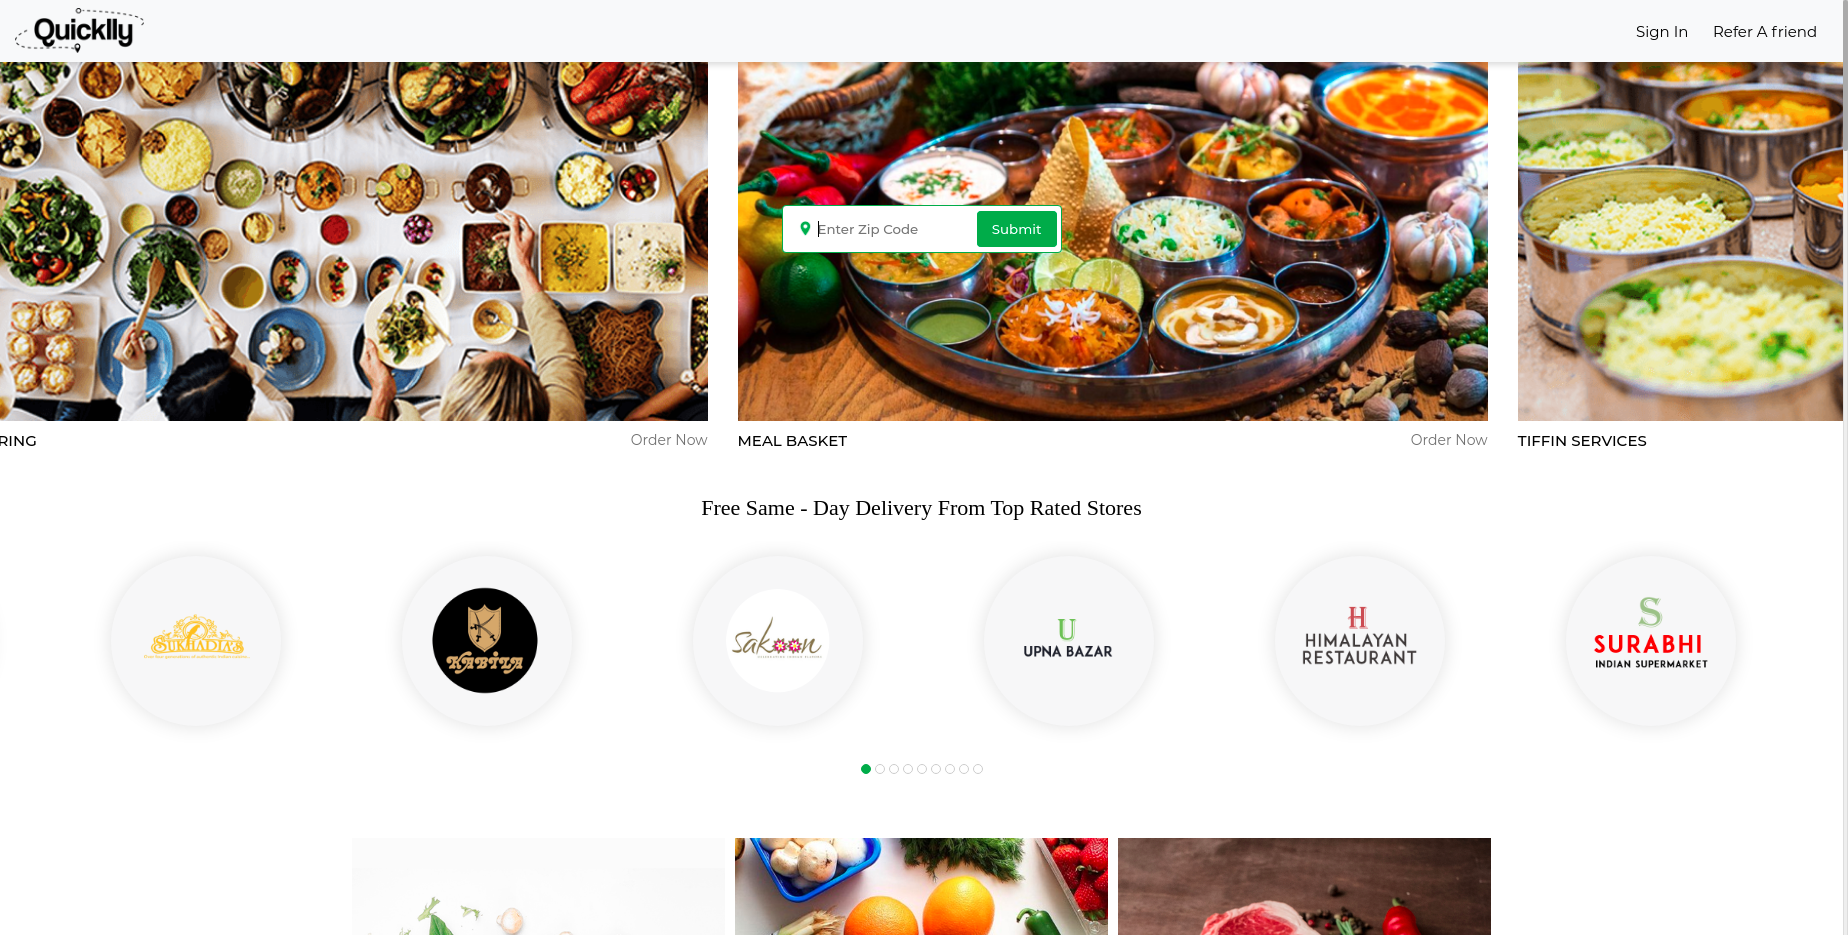 Quicklly
Sign In
Refer A friend
Enter Zip Code
Submit
RING
Order Now
MEAL BASKET
Order Now
TIFFIN SERVICES
Free Same - Day Delivery From Top Rated Stores
SUKHADIA'S
KABILA
sakoon
U
UPNA BAZAR
H
HIMALAYAN
RESTAURANT
S
SURABHI
INDIAN SUPERMARKET